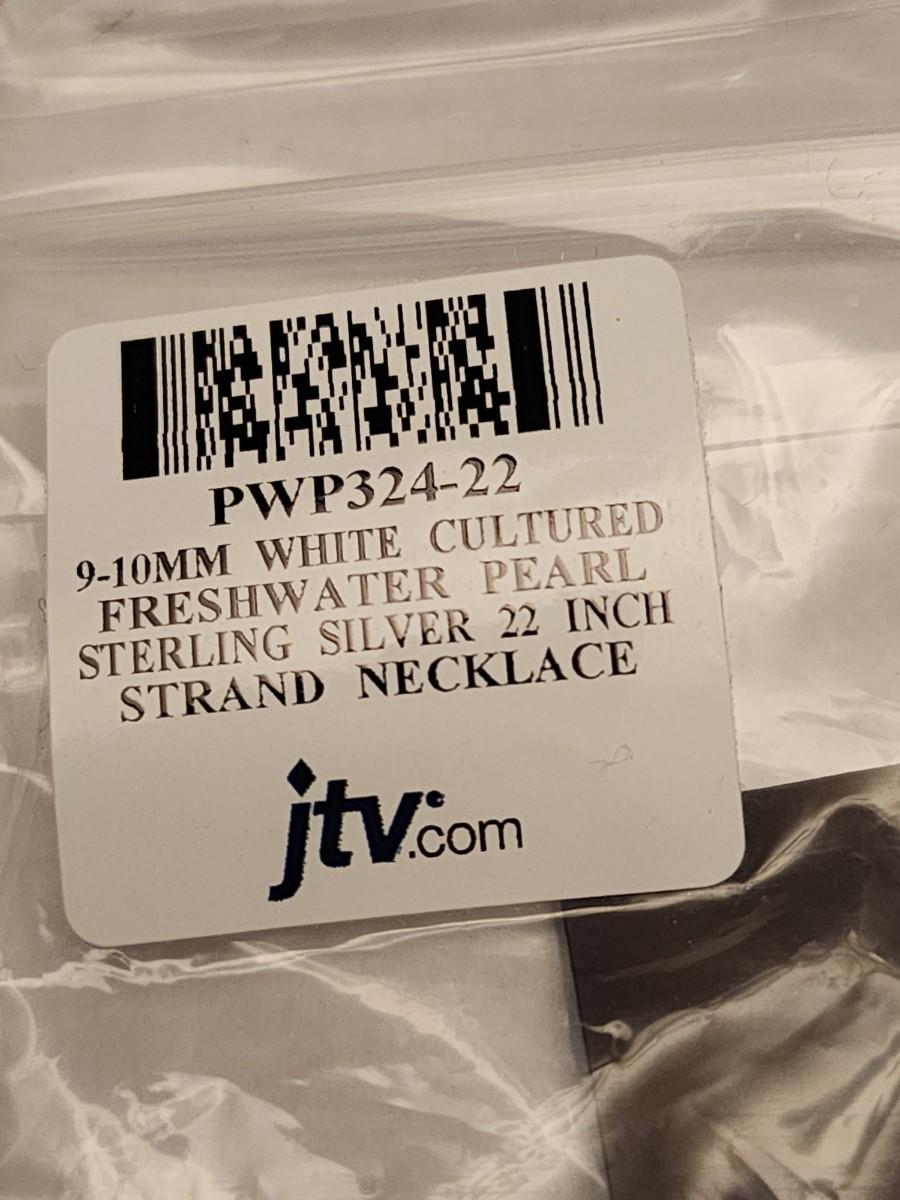 PWP324-22
9-10MM WHITE CULTURED
FRESHWATER PEARL
STERLING SILVER 22 INCH
STRAND NECKLACE
jtv.com